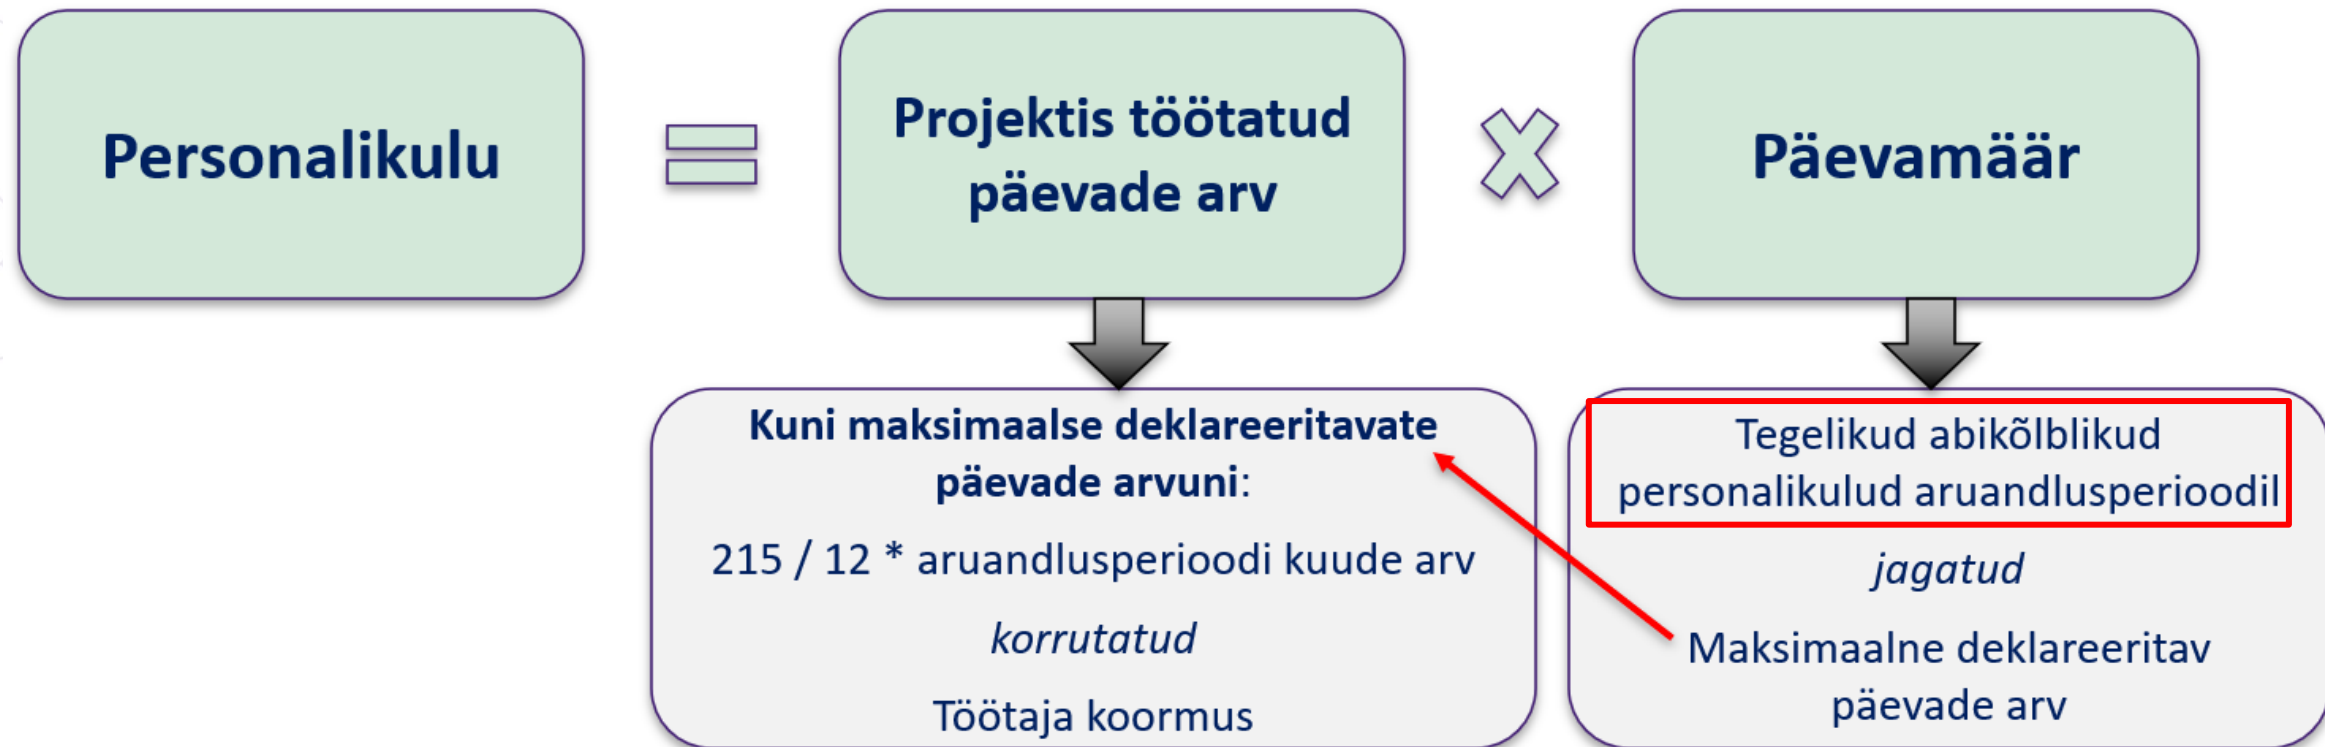 Personalikulu
Projektis töötatud
päevade arv
Päevamäär
Kuni maksimaalse deklareeritavate
päevade arvuni:
215 / 12 * aruandlusperioodi kuude arv
korrutatud
Töötaja koormus
Tegelikud abikõlblikud
personalikulud aruandlusperioodil
jagatud
Maksimaalne deklareeritav
päevade arv